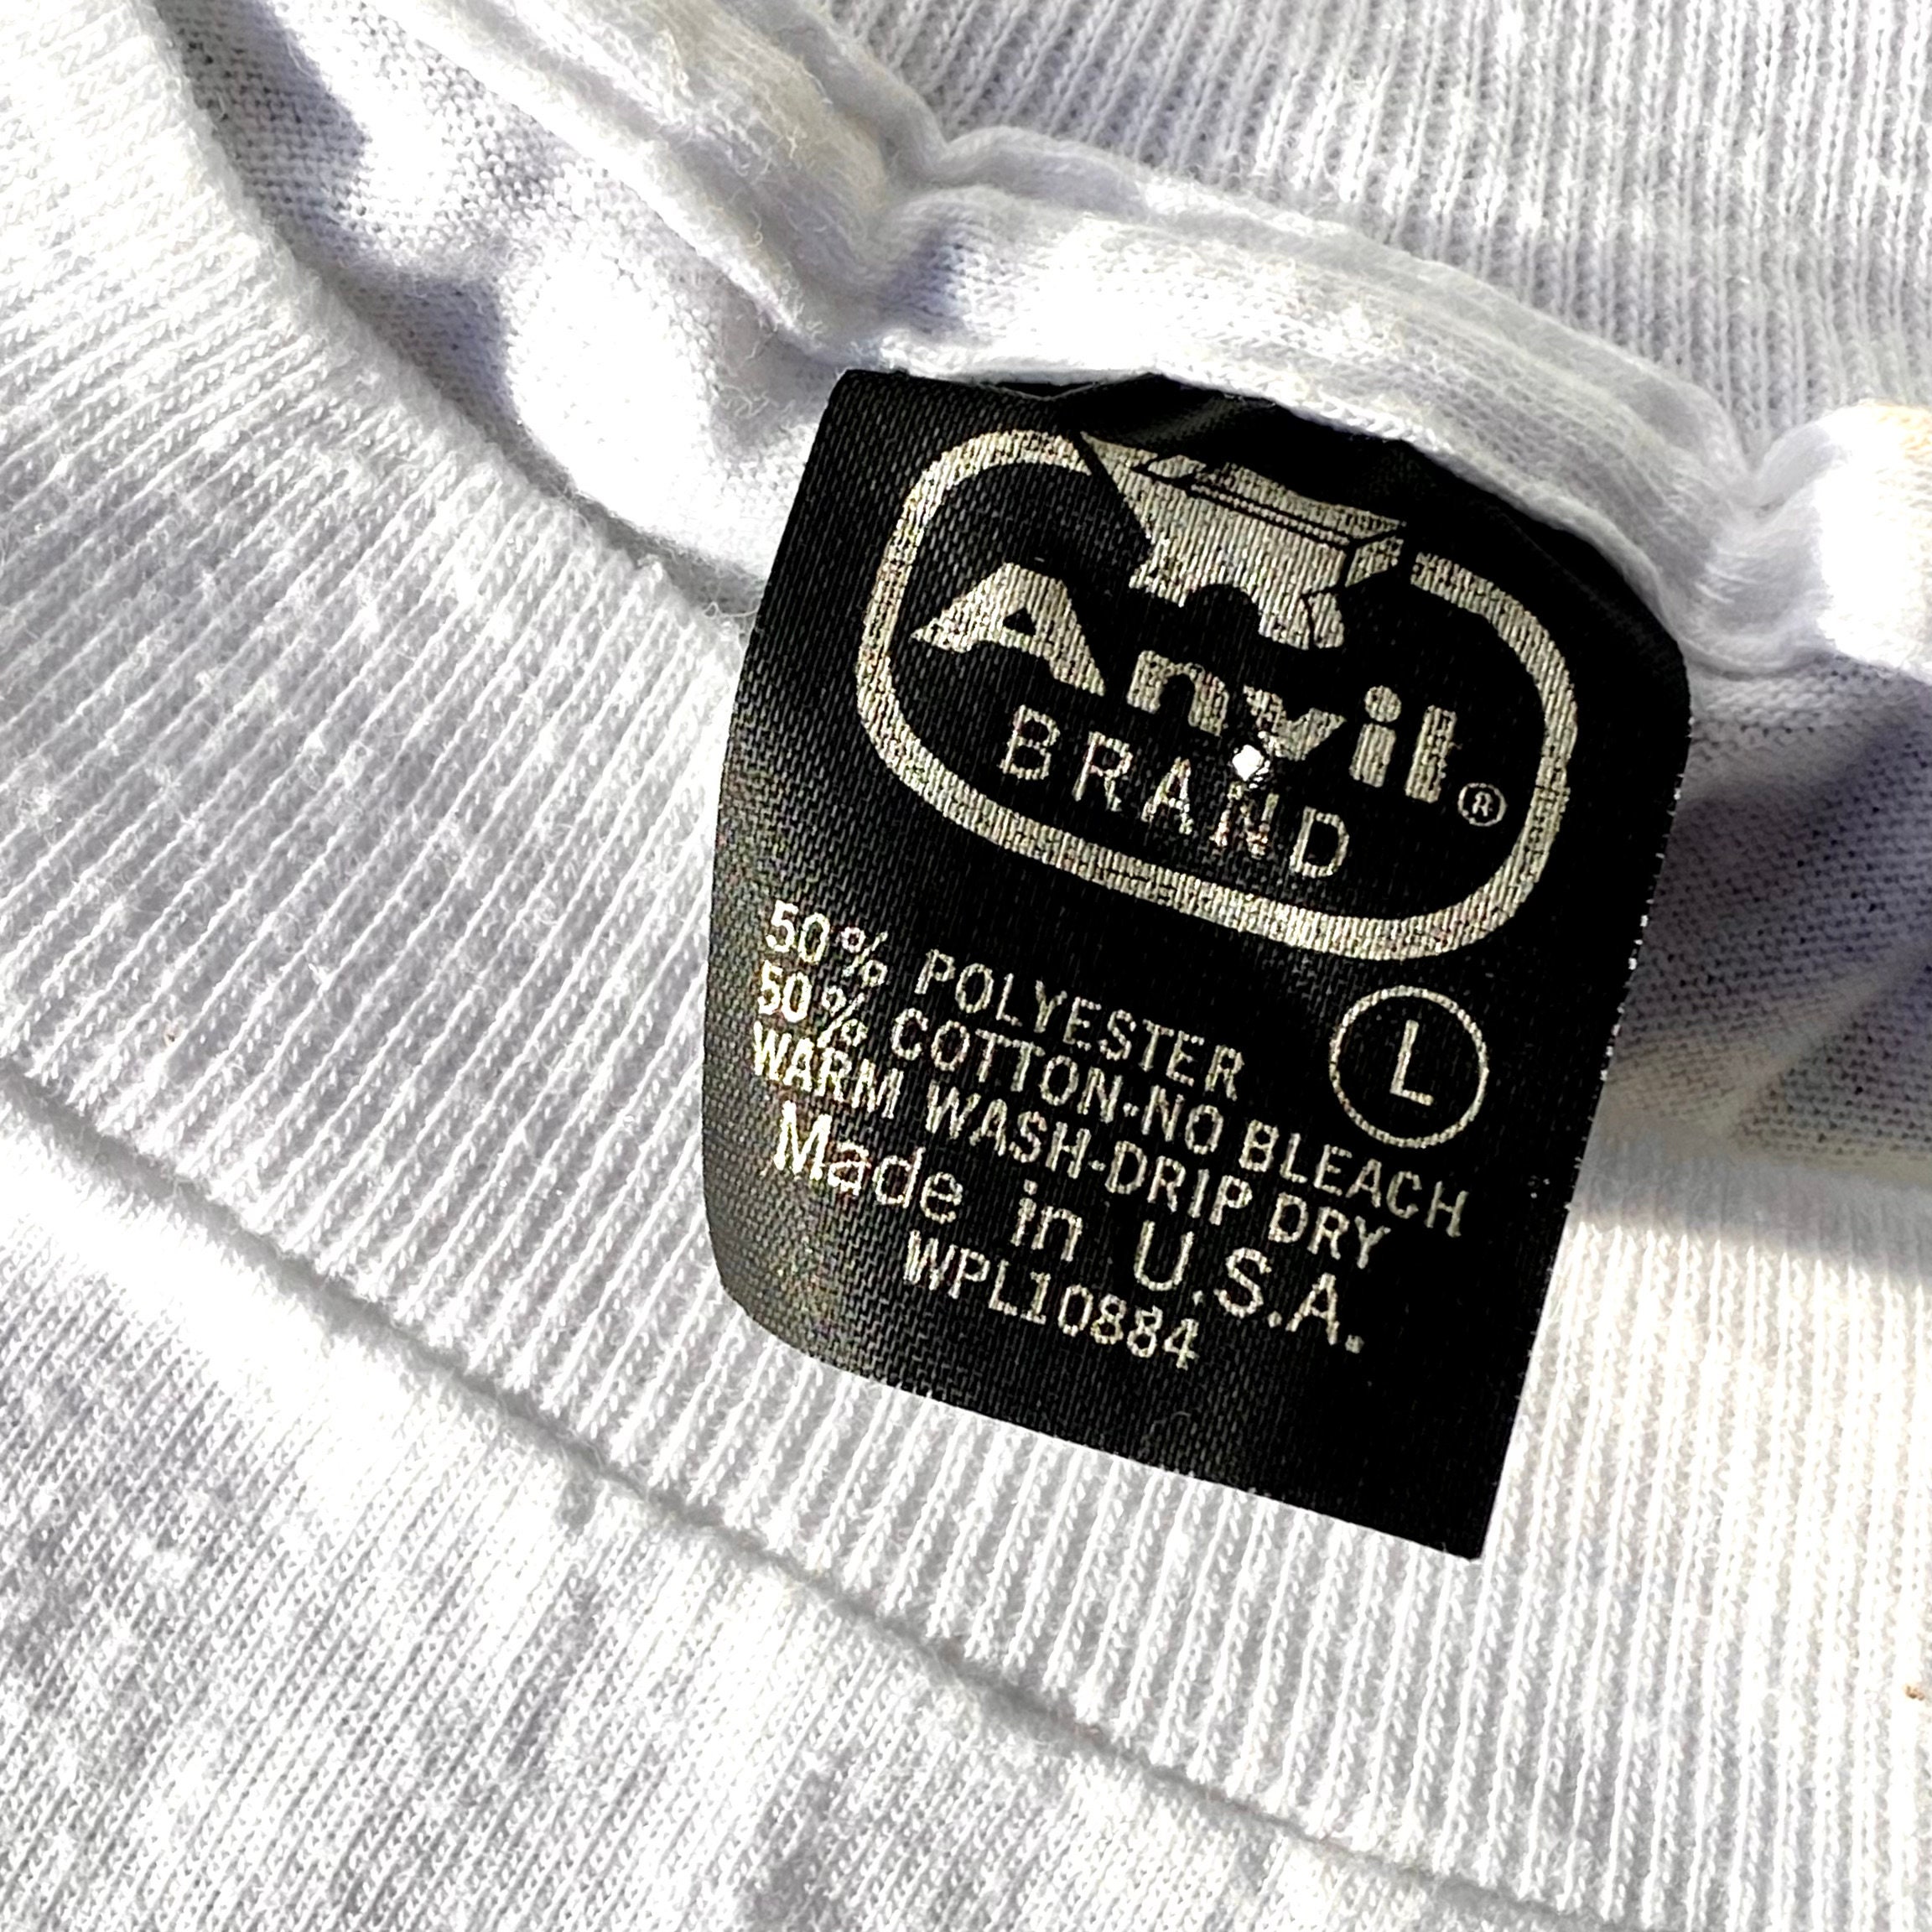 Anvil®
BRAND
50% POLYESTER
50% COTTON-NO BLEACH
WARM WASH-DRIP DRY
L
Made in U.S.A.
WPL10884